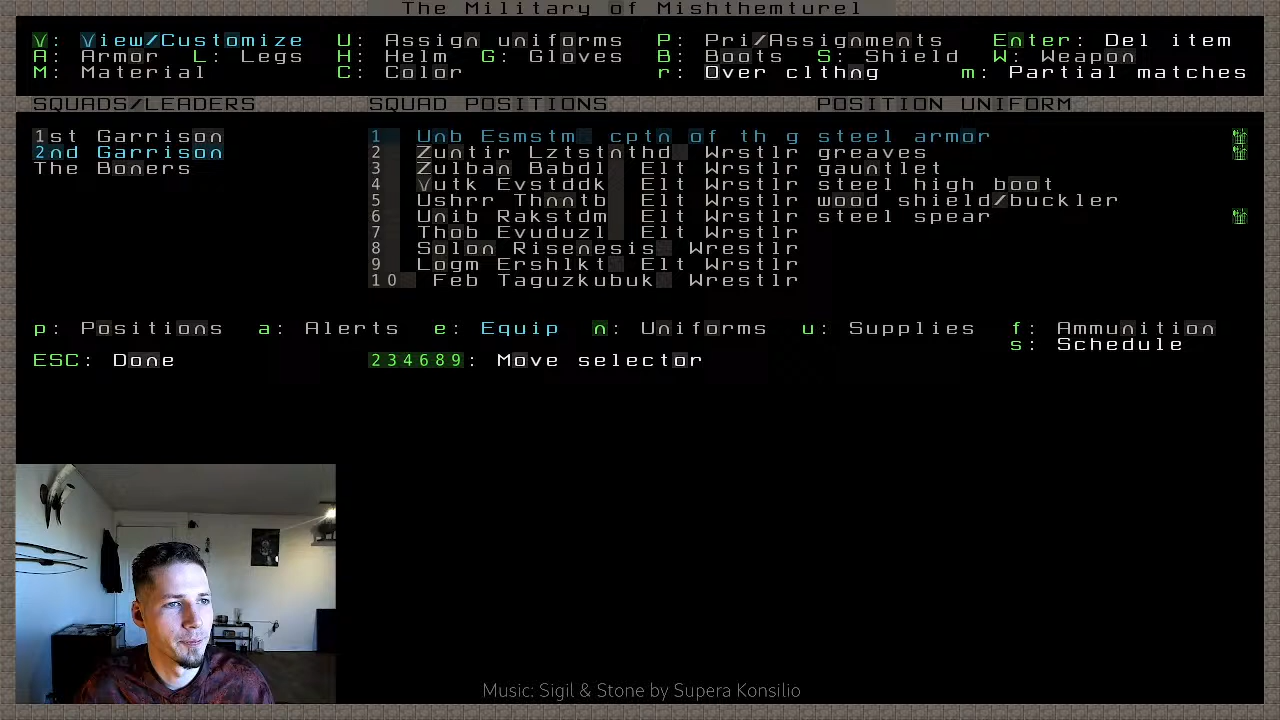 The Military of Mishthemturel
V: View/Customize U: Assign uniforms P: Pri/Assignments Enter: Del item
A: Armor L: Legs H: Helm G: Gloves B: Boots S: Shield W: Weapon
M: Material C: Color r: Over clthng m: Partial matches
SQUADS/LEADERS SQUAD POSITIONS POSITION UNIFORM
1st Garrison 1 Unb Esmstm cptn of th g steel armor
2nd Garrison 2 Zuntir Lztstnthd Wrestlr greaves
The Boners 3 Zulban Babdl Elt Wrstlr gauntlet
4 Vutk Evstddk Elt Wrstlr steel high boot
5 Ushrr Thnntb Elt Wrstlr wood shield/buckler
6 Unib Rakstdm Elt Wrstlr steel spear
7 Thob Evuduzl Elt Wrstlr
8 Solon Risenesis Wrestlr
9 Logm Ershlkt Elt Wrstlr
10 Feb Taguzkubuk Wrestlr
p: Positions a: Alerts e: Equip n: Uniforms u: Supplies f: Ammunition
s: Schedule
ESC: Done 234689: Move selector
Music: Sigil & Stone by Supera Konsilio